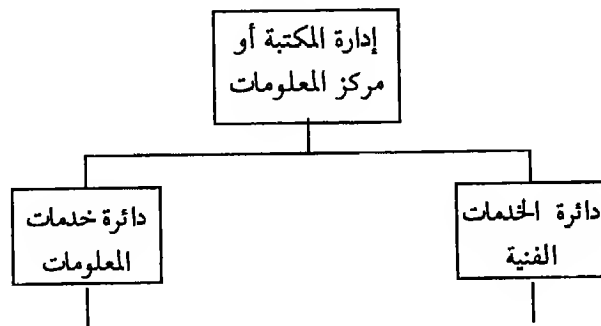 إدارة المكتبة أو
مركز المعلومات
دائرة الخدمات
الفنية
دائرة خدمات
المعلومات